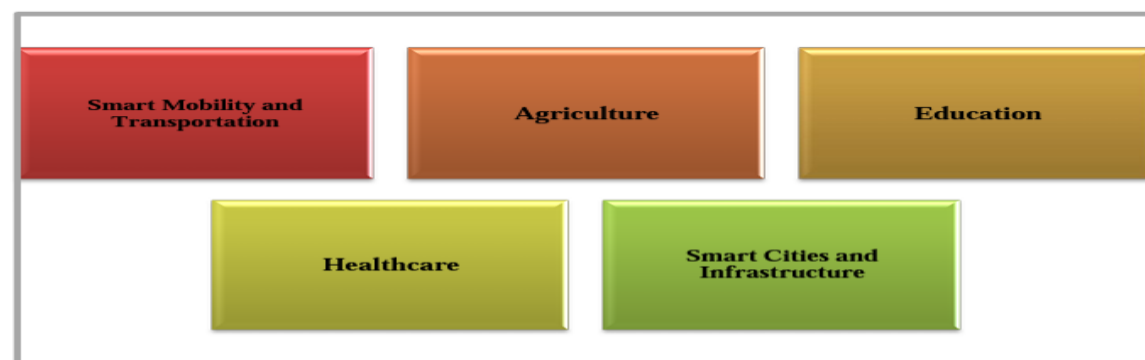 Smart Mobility and
Transportation
Agriculture
Education
Healthcare
Smart Cities and
Infrastructure